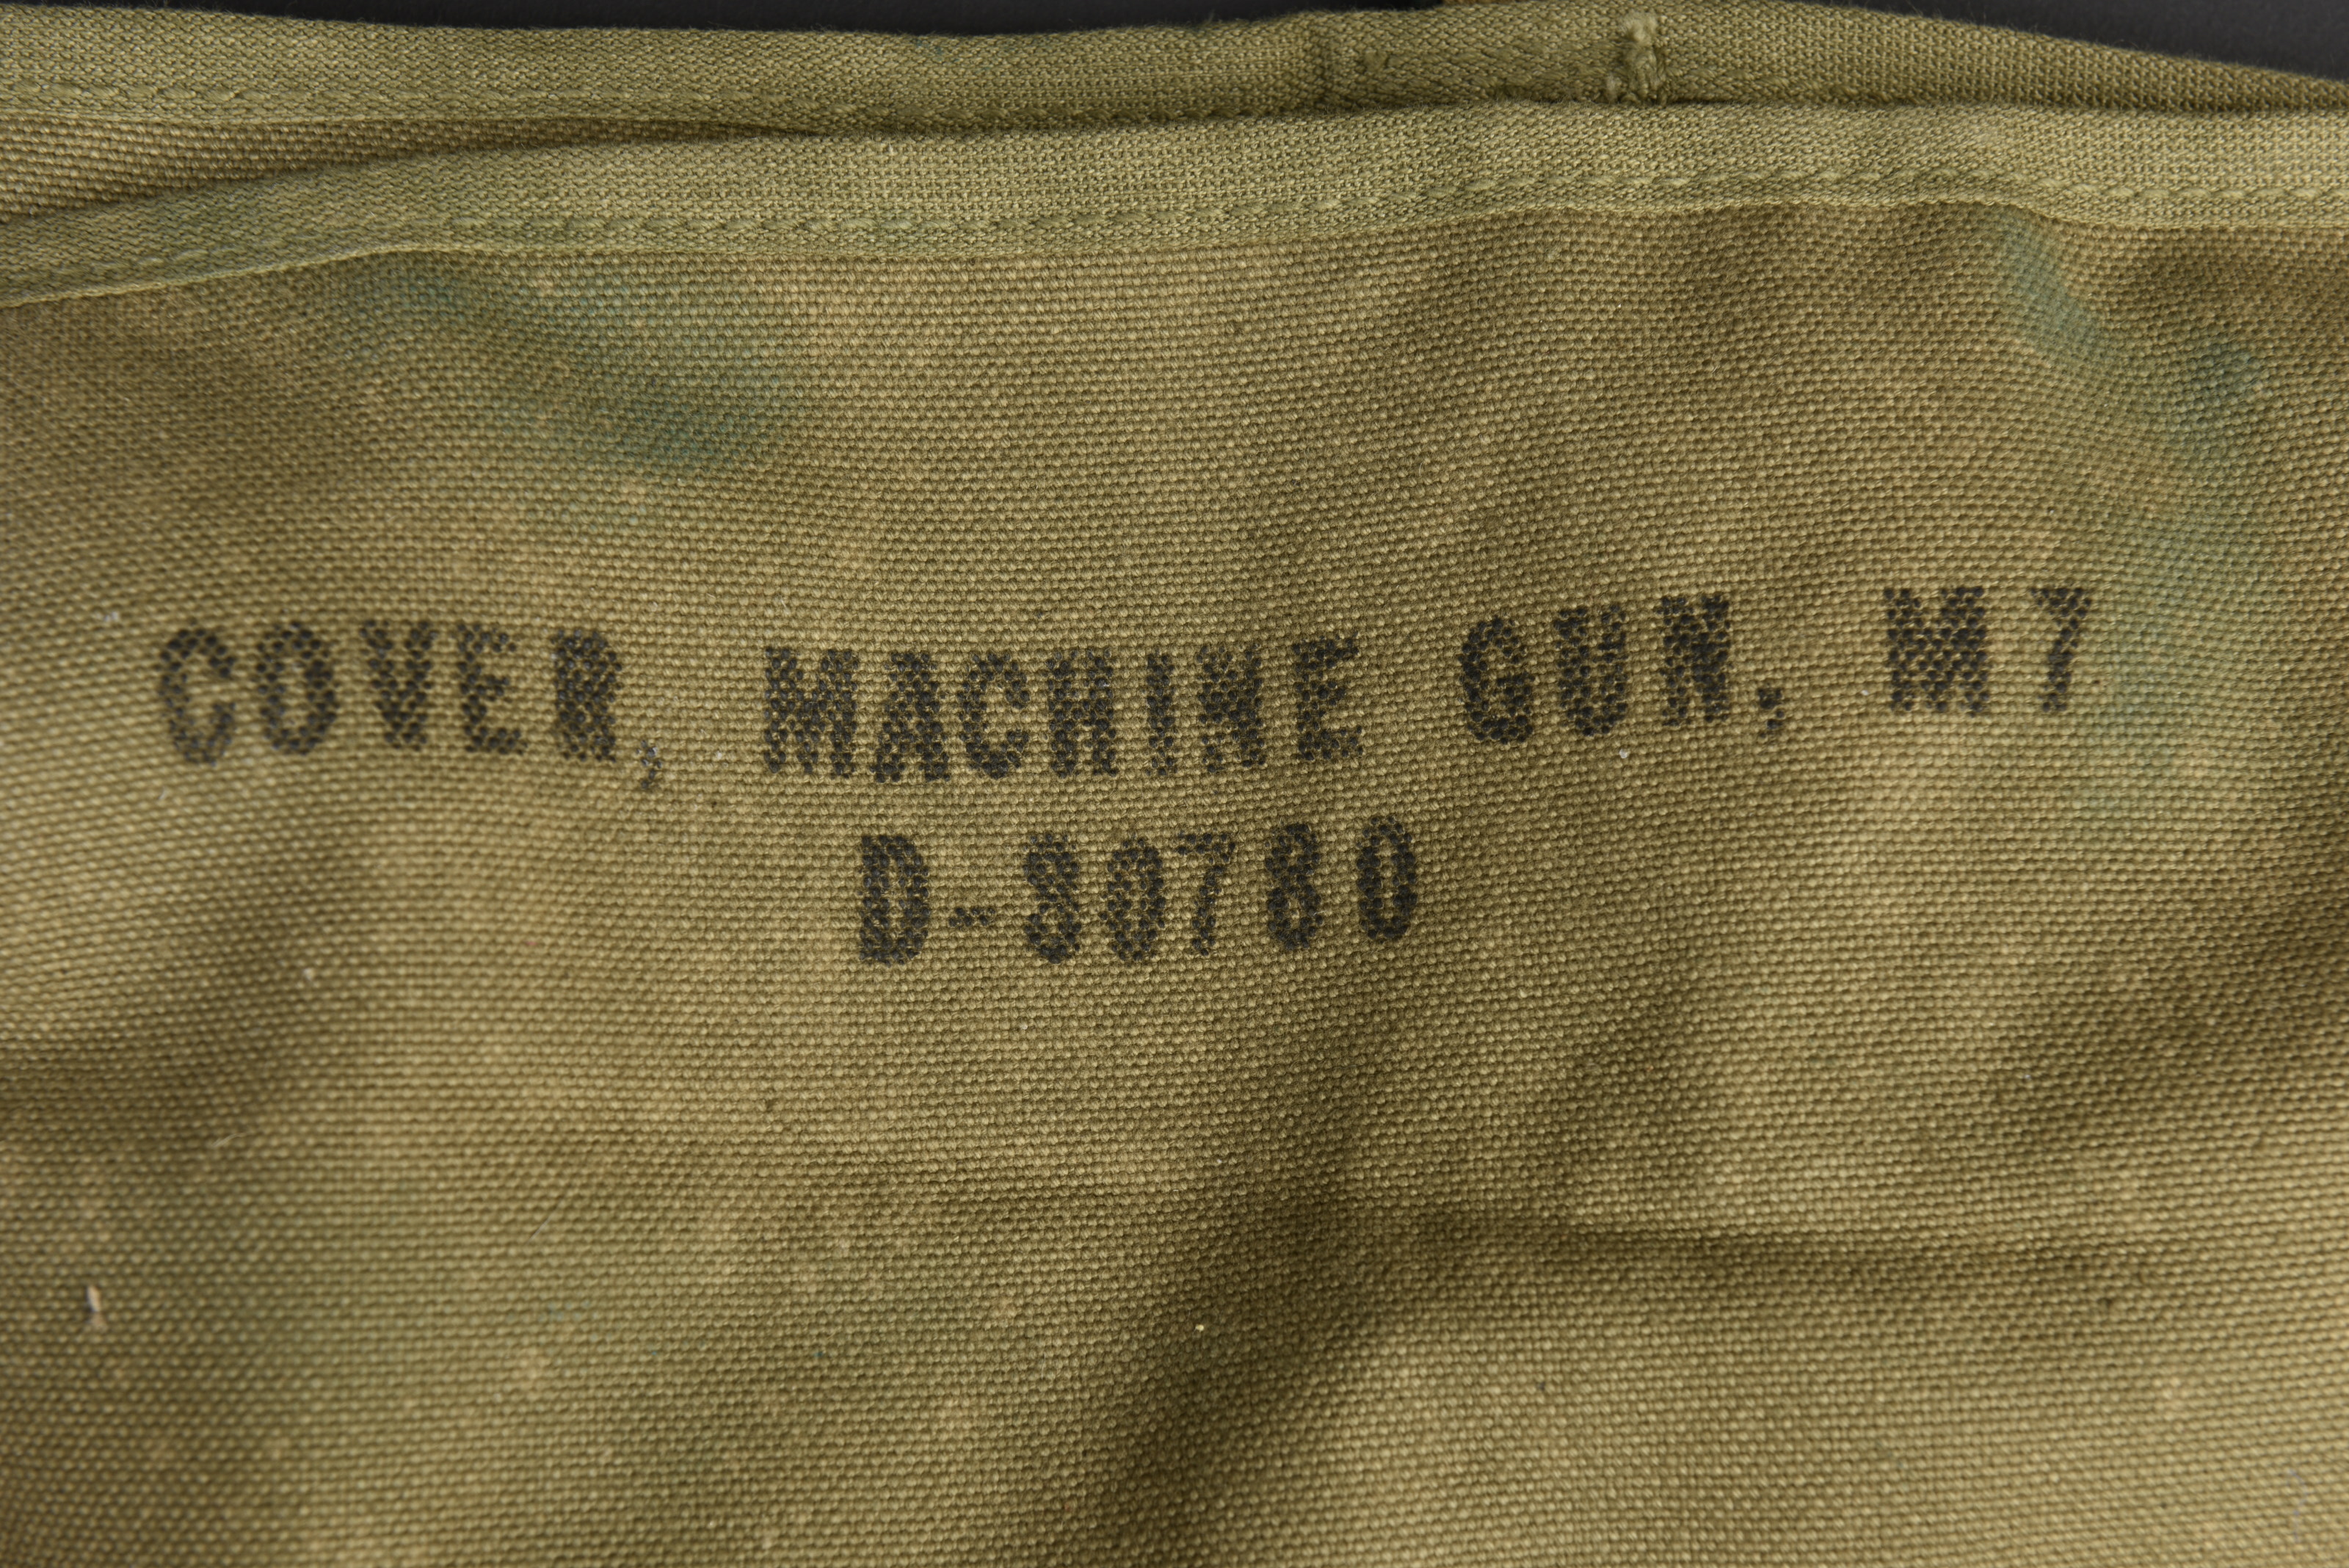 COVER, MACHINE GUN, M7
D-80780